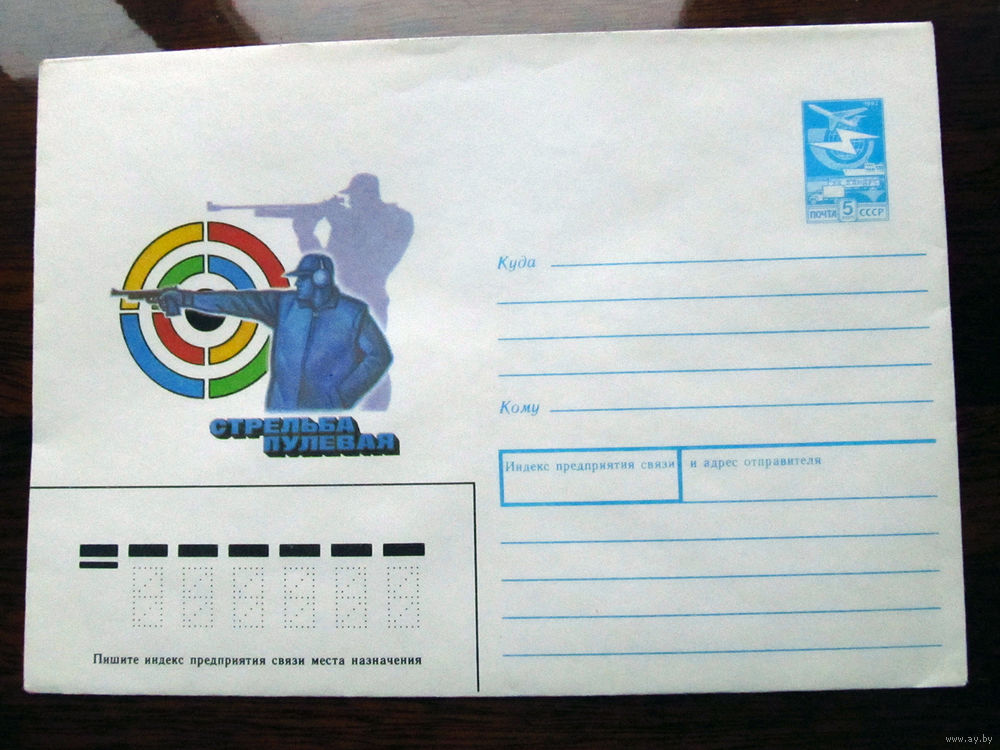 1982
ПОЧТА 5 СССР
Куда
СТРЕЛЬБА
ПУЛЕВАЯ
Кому
Индекс предприятия связи и адрес отправителя
Пишите индекс предприятия связи места назначения
www.ay.by